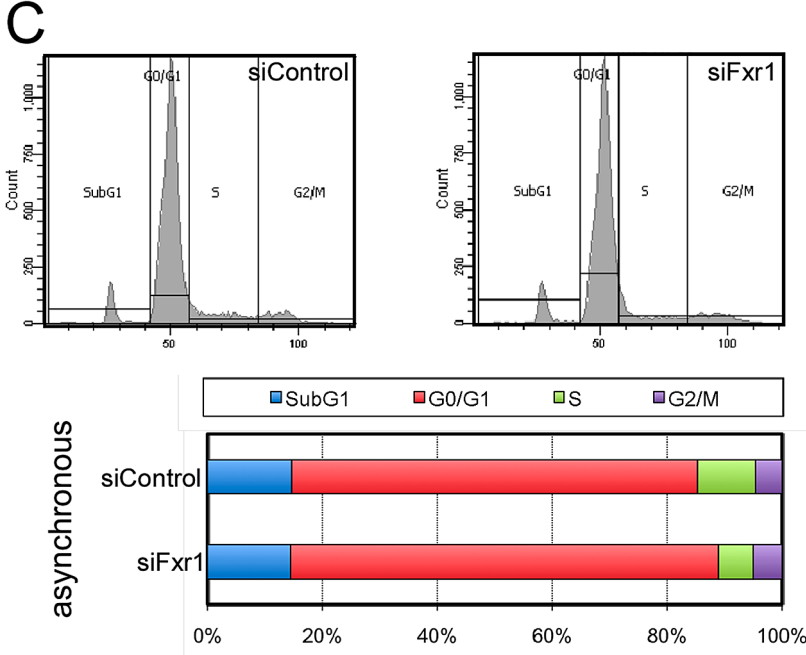 C
siControl
G0/G1
SubG1
S
G2/M
Count
1,000
750
500
250
0
50
100
siFxr1
G0/G1
SubG1
S
G2/M
Count
1,000
750
500
250
0
50
100
SubG1 G0/G1 S G2/M
asynchronous
siControl
siFxr1
0% 20% 40% 60% 80% 100%